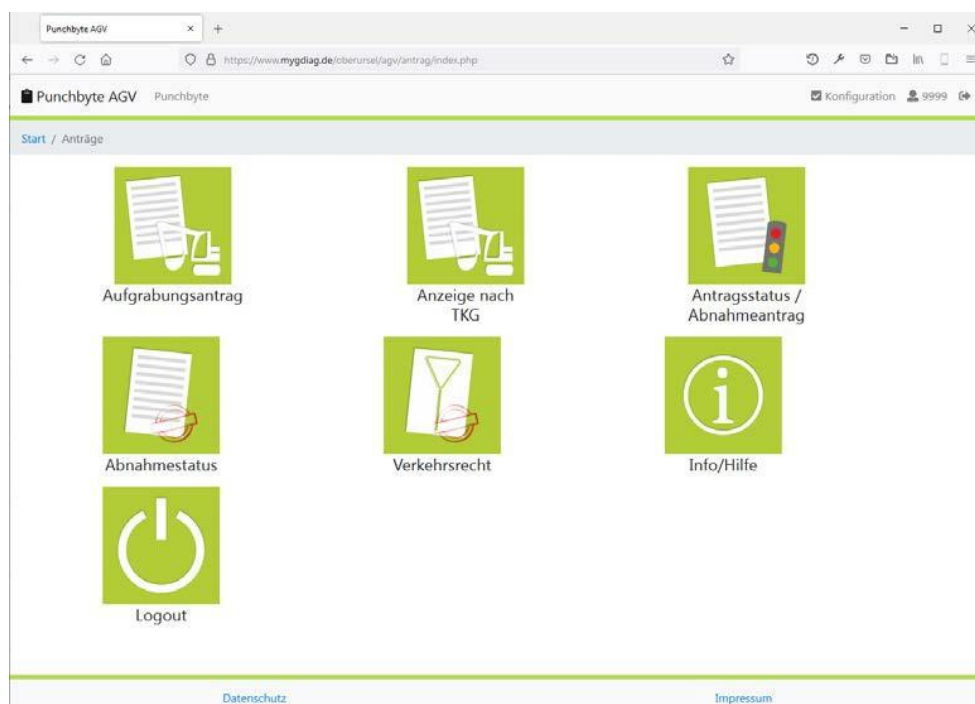 Punchbyte AGV
https://www.mygdiag.de/oberursel/agv/antrag/index.php
Punchbyte AGV Punchbyte Konfiguration 9999
Start / Anträge
Aufgrabungsantrag
Anzeige nach
TKG
Antragsstatus /
Abnahmeantrag
Abnahmestatus
Verkehrsrecht
Info/Hilfe
Logout
Datenschutz Impressum